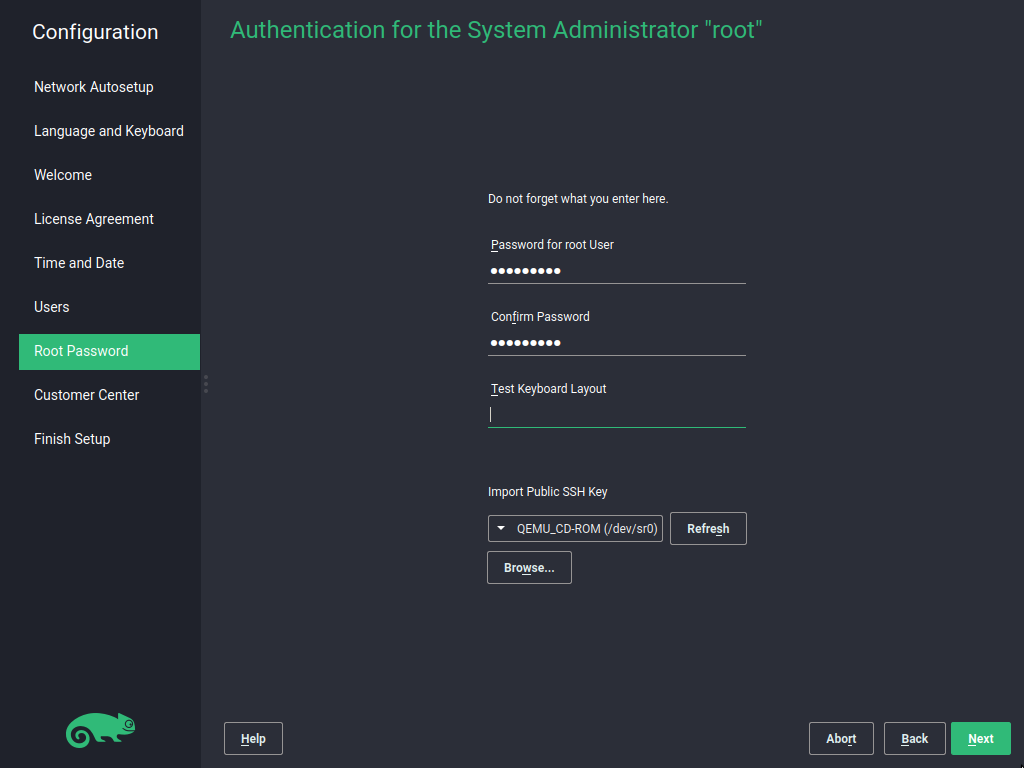 Configuration
Network Autosetup
Language and Keyboard
Welcome
License Agreement
Time and Date
Users
Root Password
Customer Center
Finish Setup
Authentication for the System Administrator "root"
Do not forget what you enter here.
Password for root User
●●●●●●●●●
Confirm Password
●●●●●●●●●
Test Keyboard Layout
Import Public SSH Key
QEMU_CD-ROM (/dev/sr0)
Refresh
Browse...
Help
Abort
Back
Next